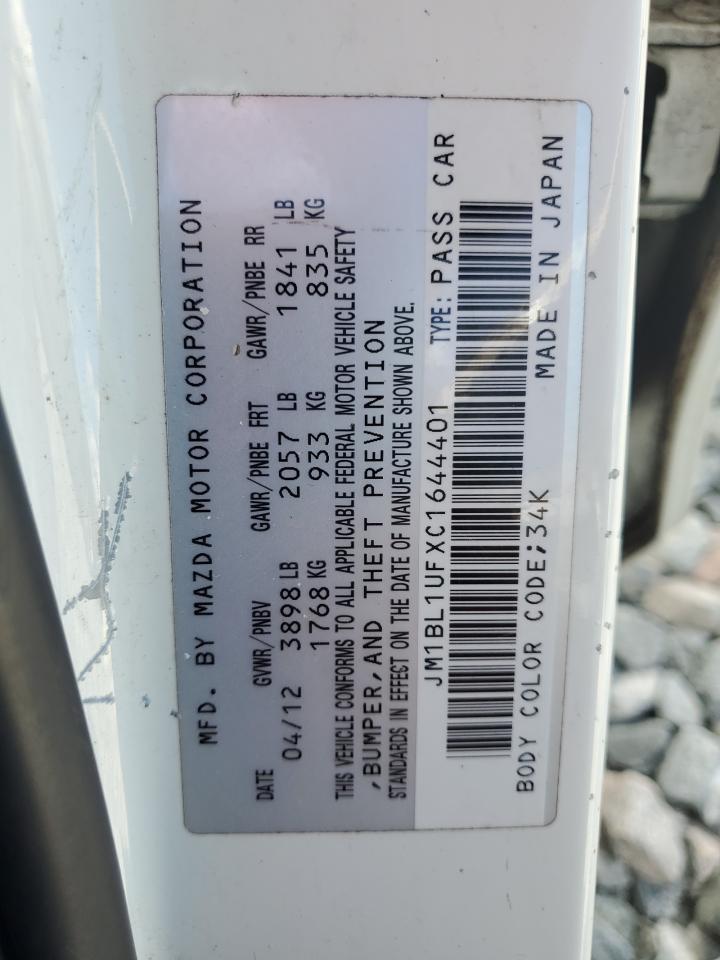 MFD. BY MAZDA MOTOR CORPORATION
DATE GVWR/PNBV GAWR/PNBE FRT GAWR/PNBE RR
04/12 3898 LB 2057 LB 1841 LB
1768 KG 933 KG 835 KG
THIS VEHICLE CONFORMS TO ALL APPLICABLE FEDERAL MOTOR VEHICLE SAFETY
,BUMPER,AND THEFT PREVENTION
STANDARDS IN EFFECT ON THE DATE OF MANUFACTURE SHOWN ABOVE.
JM1BL1UFXC1644401 TYPE: PASS CAR
BODY COLOR CODE;34K MADE IN JAPAN